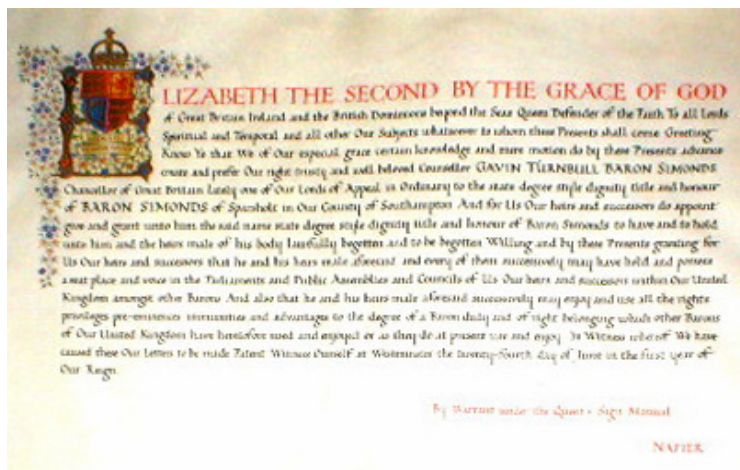 ELIZABETH THE SECOND BY THE GRACE OF GOD
of Great Britain Ireland and the British Dominions beyond the Seas Queen Defender of the Faith To all Lords
Spiritual and Temporal and all other Our Subjects whatsoever to whom these Presents shall come Greeting
Know Ye that We of Our especial grace certain knowledge and mere motion do by these Presents advance
create and prefer Our right trusty and well beloved Counsellor GAVIN TURNBULL BARON SIMONDS
Chancellor of Great Britain lately one of Our Lords of Appeal in Ordinary to the state degree style dignity title and honour
of BARON SIMONDS of Sparsholt in Our County of Southampton And for Us Our heirs and successors do appoint
give and grant unto him the said name state degree style dignity title and honour of Baron Simonds to have and to hold
unto him and the heirs male of his body lawfully begotten and to be begotten Willing and by these Presents granting for
Us Our heirs and successors that he and his heirs male aforesaid and every of them successively may have hold and possess
a seat place and voice in the Parliaments and Public Assemblies and Councils of Us Our heirs and successors within Our United
Kingdom amongst other Barons And also that he and his heirs male aforesaid successively may enjoy and use all the rights
privileges pre-eminences immunities and advantages to the degree of a Baron duly and of right belonging which other Barons
of Our United Kingdom have heretofore used and enjoyed or as they do at present use and enjoy In Witness whereof We have
caused these Our Letters to be made Patent Witness Ourself at Westminster the twenty-fourth day of June in the first year of
Our Reign
By Warrant under the Queen's Sign Manual
NAPIER